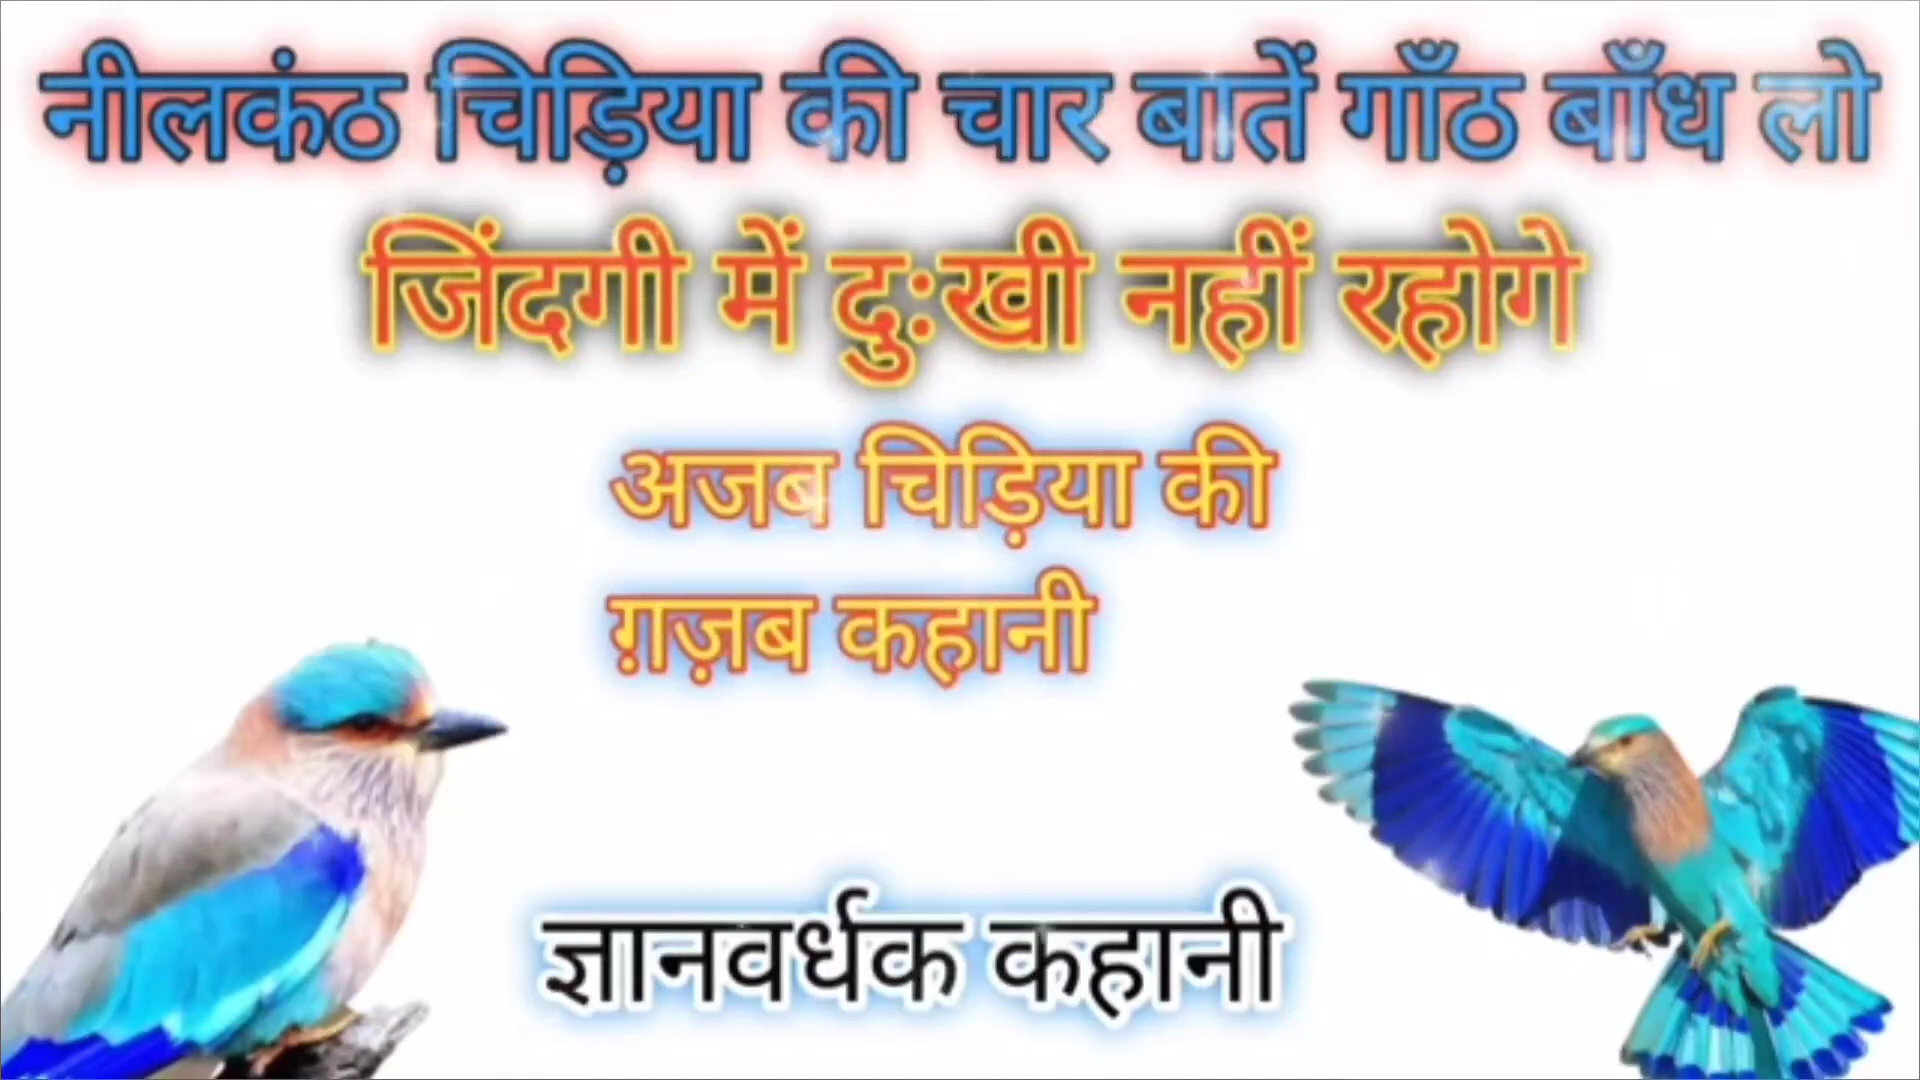 नीलकंठ चिड़िया की चार बातें गाँठ बाँध लो
जिंदगी में दुःखी नहीं रहोगे
अजब चिड़िया की
ग़ज़ब कहानी
ज्ञानवर्धक कहानी